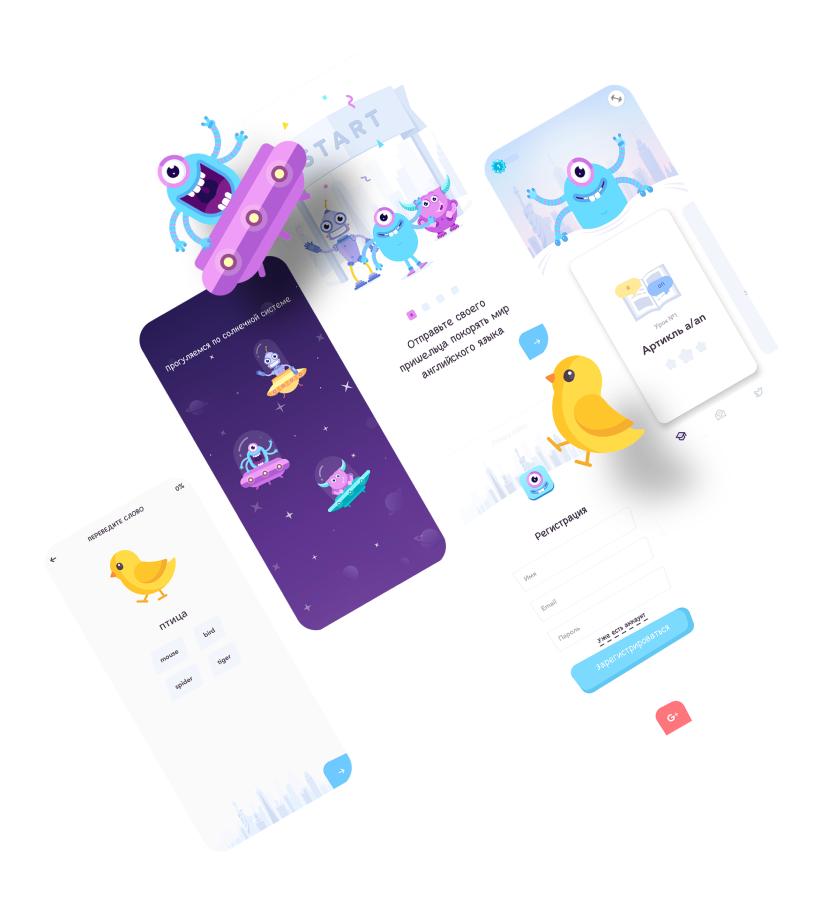 START
Отправьте своего
пришельца покорять мир
английского языка
a
an
Урок №1
Артикль a/an
прогуляемся по солнечной системе
0%
ПЕРЕВЕДИТЕ СЛОВО
птица
mouse
bird
spider
tiger
Регистрация
Имя
Email
Пароль
уже есть аккаунт
зарегистрироваться
G+